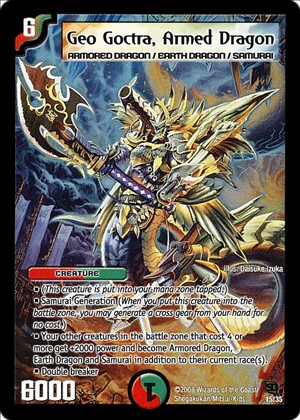 6
Geo Goctra, Armed Dragon
ARMORED DRAGON / EARTH DRAGON / SAMURAI
Illus. Daisuke Izuka
CREATURE
• (This creature is put into your mana zone tapped!)
• Samurai Generation (When you put this creature into the
battle zone, you may generate a cross gear from your hand for
no cost.)
• Your other creatures in the battle zone that cost 4 or
more get +2000 power and become Armored Dragon,
Earth Dragon and Samurai in addition to their current race(s).
• Double breaker
6000
1
©2008 Wizards of the Coast/
Shogakukan/Mitsui-Kids
15/35